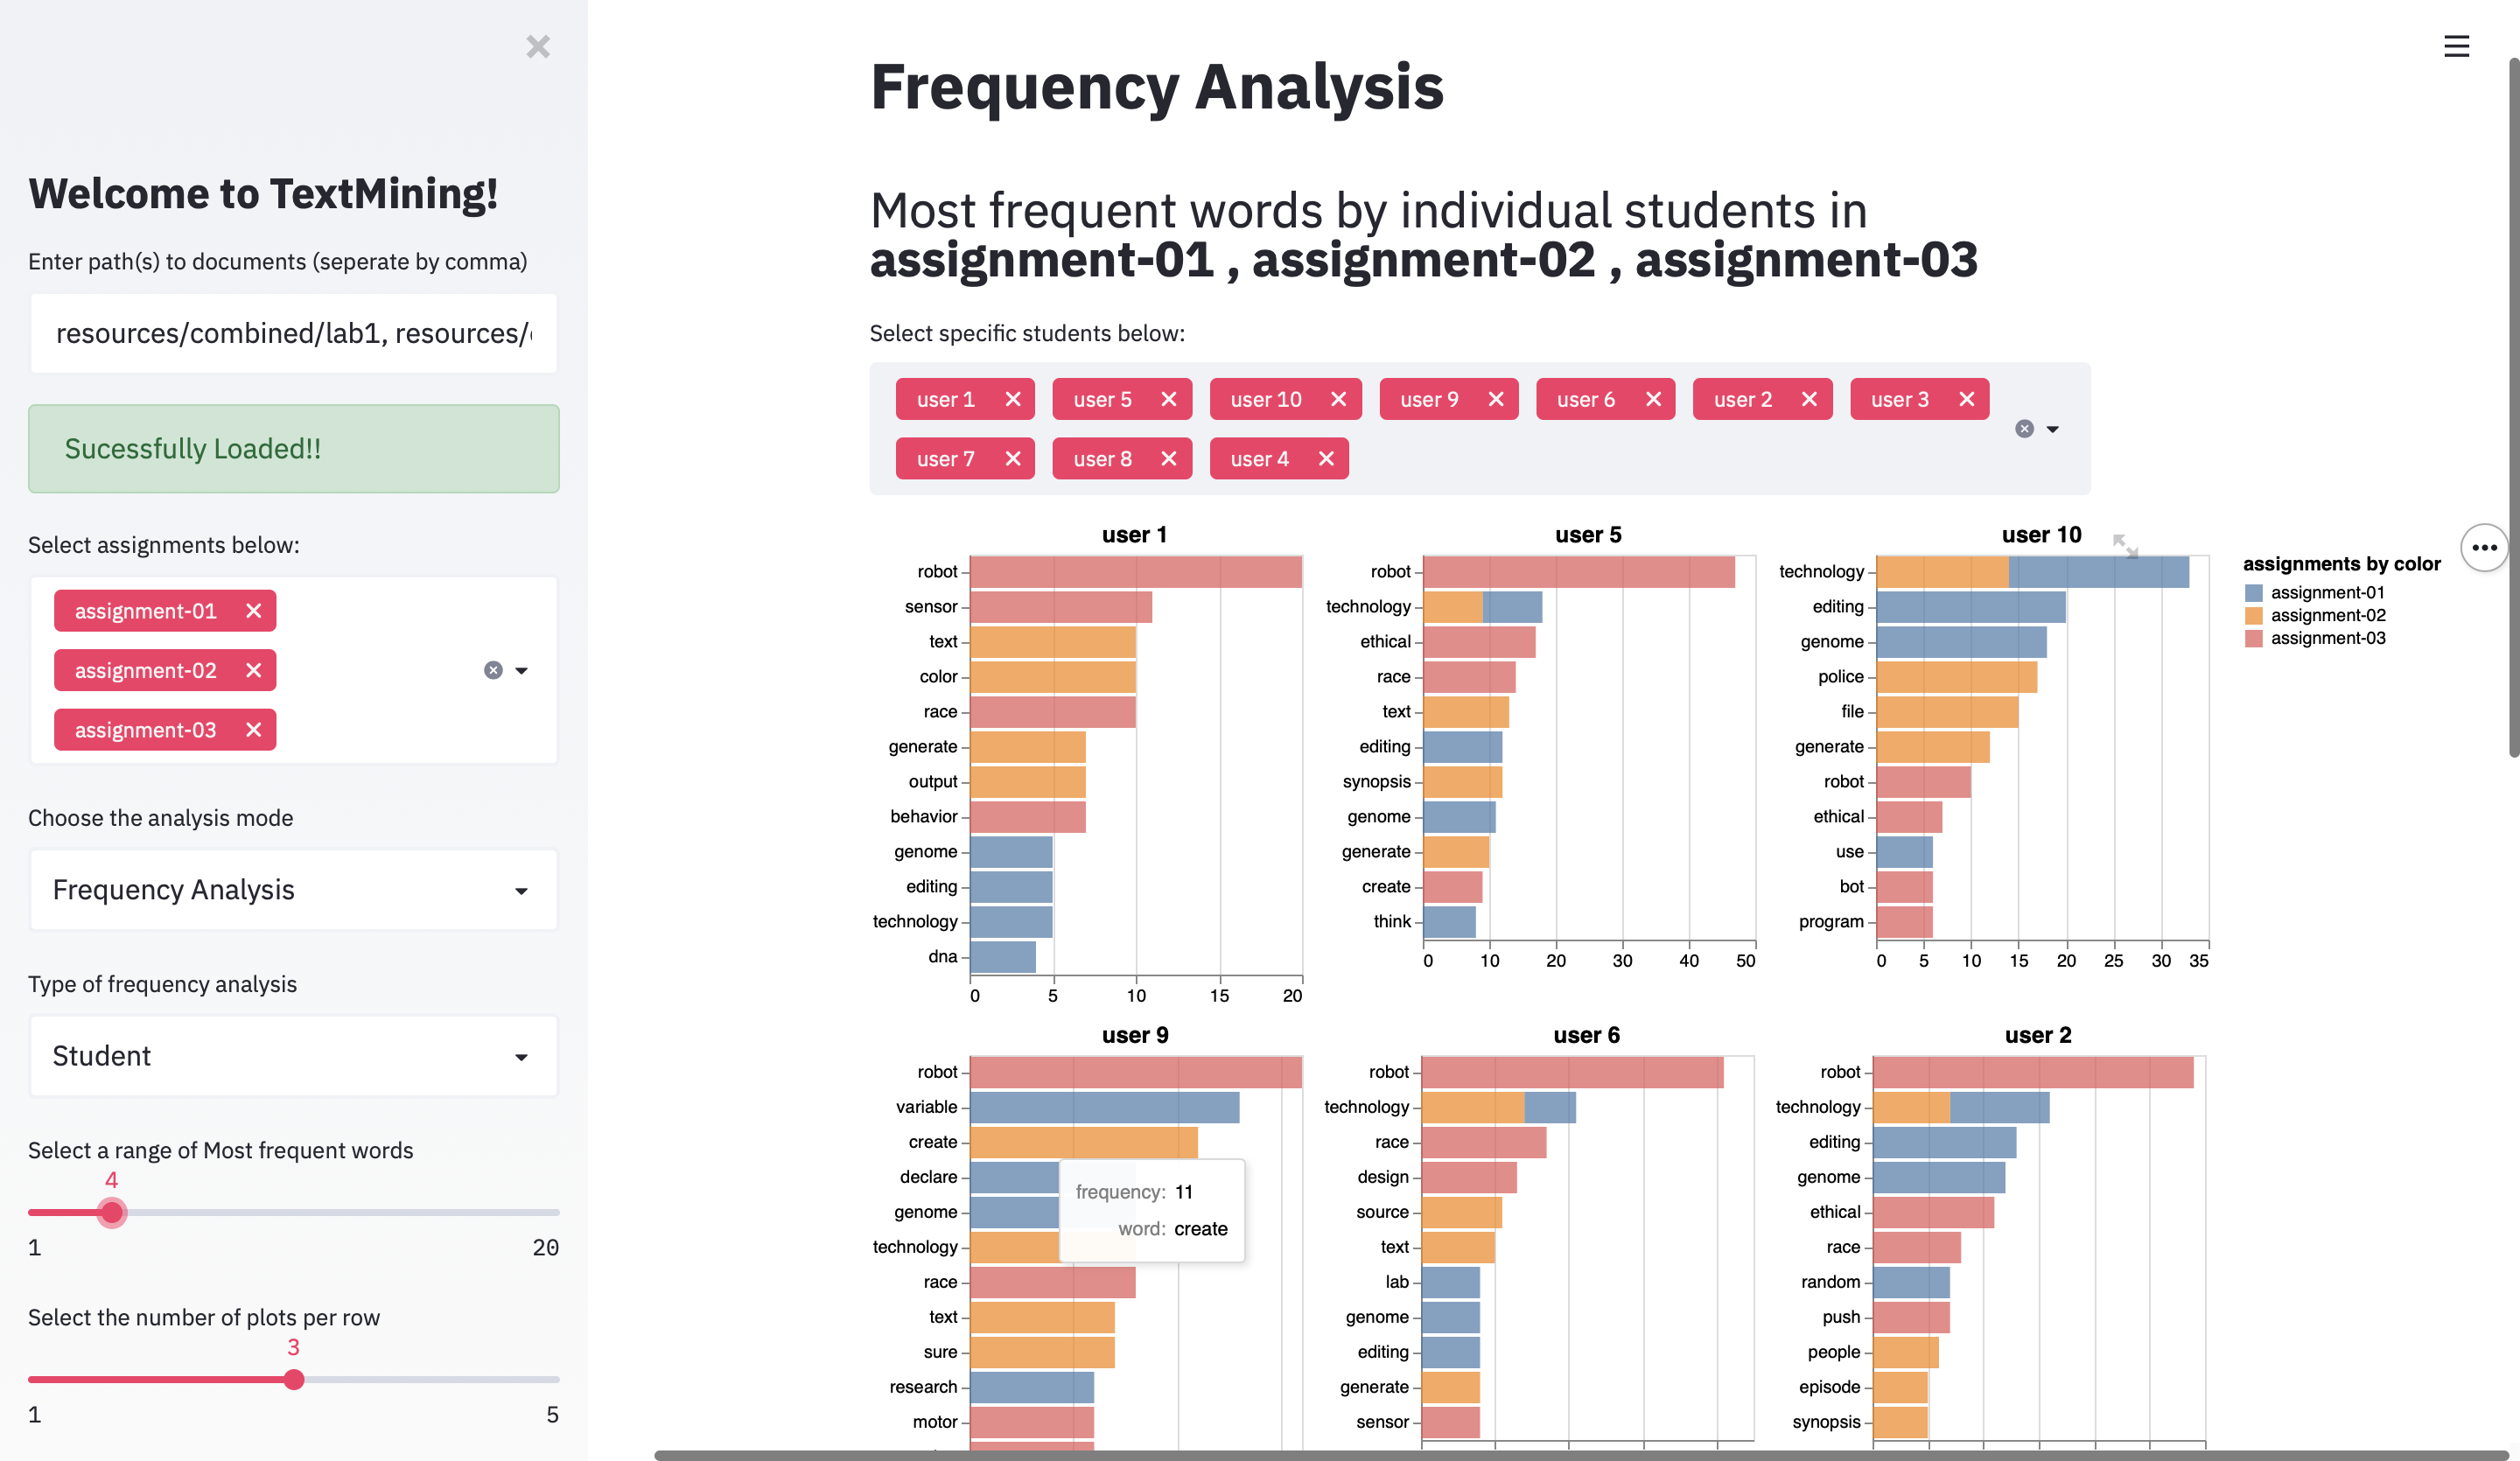 Welcome to TextMining!
Enter path(s) to documents (seperate by comma)
resources/combined/lab1, resources/
Sucessfully Loaded!!
Select assignments below:
assignment-01
assignment-02
assignment-03
Choose the analysis mode
Frequency Analysis
Type of frequency analysis
Student
Select a range of Most frequent words
4
1 20
Select the number of plots per row
3
1 5
Frequency Analysis
Most frequent words by individual students in
assignment-01 , assignment-02 , assignment-03
Select specific students below:
user 1 user 5 user 10 user 9 user 6 user 2 user 3
user 7 user 8 user 4
user 1
robot
sensor
text
color
race
generate
output
behavior
genome
editing
technology
dna
0 5 10 15 20
user 5
robot
technology
ethical
race
text
editing
synopsis
genome
generate
create
think
0 10 20 30 40 50
user 10
technology
editing
genome
police
file
generate
robot
ethical
use
bot
program
0 5 10 15 20 25 30 35
assignments by color
assignment-01
assignment-02
assignment-03
user 9
robot
variable
create
declare
genome
technology
race
text
sure
research
motor
frequency: 11
word: create
user 6
robot
technology
race
design
source
text
lab
genome
editing
generate
sensor
user 2
robot
technology
editing
genome
ethical
race
random
push
people
episode
synopsis